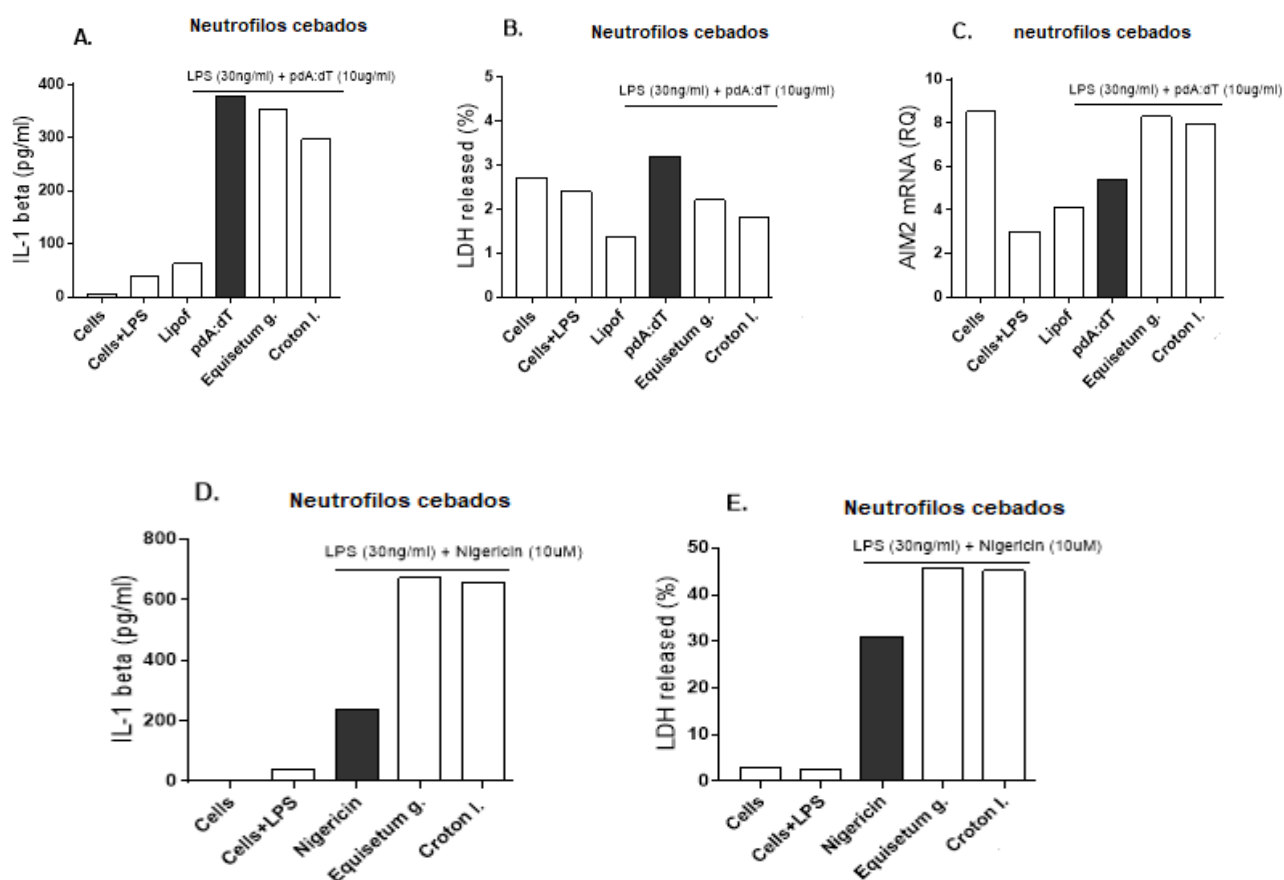 A.
Neutrofilos cebados
LPS (30ng/ml) + pdA:dT (10ug/ml)
IL-1 beta (pg/ml)
400
300
200
100
0
Cells
Cells+LPS
Lipof
pdA:dT
Equisetum g.
Croton l.
B.
Neutrofilos cebados
LPS (30ng/ml) + pdA:dT (10ug/ml)
LDH released (%)
5
4
3
2
1
0
Cells
Cells+LPS
Lipof
pdA:dT
Equisetum g.
Croton l.
C.
neutrofilos cebados
LPS (30ng/ml) + pdA:dT (10ug/ml)
AIM2 mRNA (RQ)
10
8
6
4
2
0
Cells
Cells+LPS
Lipof
pdA:dT
Equisetum g.
Croton l.
D.
Neutrofilos cebados
LPS (30ng/ml) + Nigericin (10uM)
IL-1 beta (pg/ml)
800
600
400
200
0
Cells
Cells+LPS
Nigericin
Equisetum g.
Croton l.
E.
Neutrofilos cebados
LPS (30ng/ml) + Nigericin (10uM)
LDH released (%)
50
40
30
20
10
0
Cells
Cells+LPS
Nigericin
Equisetum g.
Croton l.